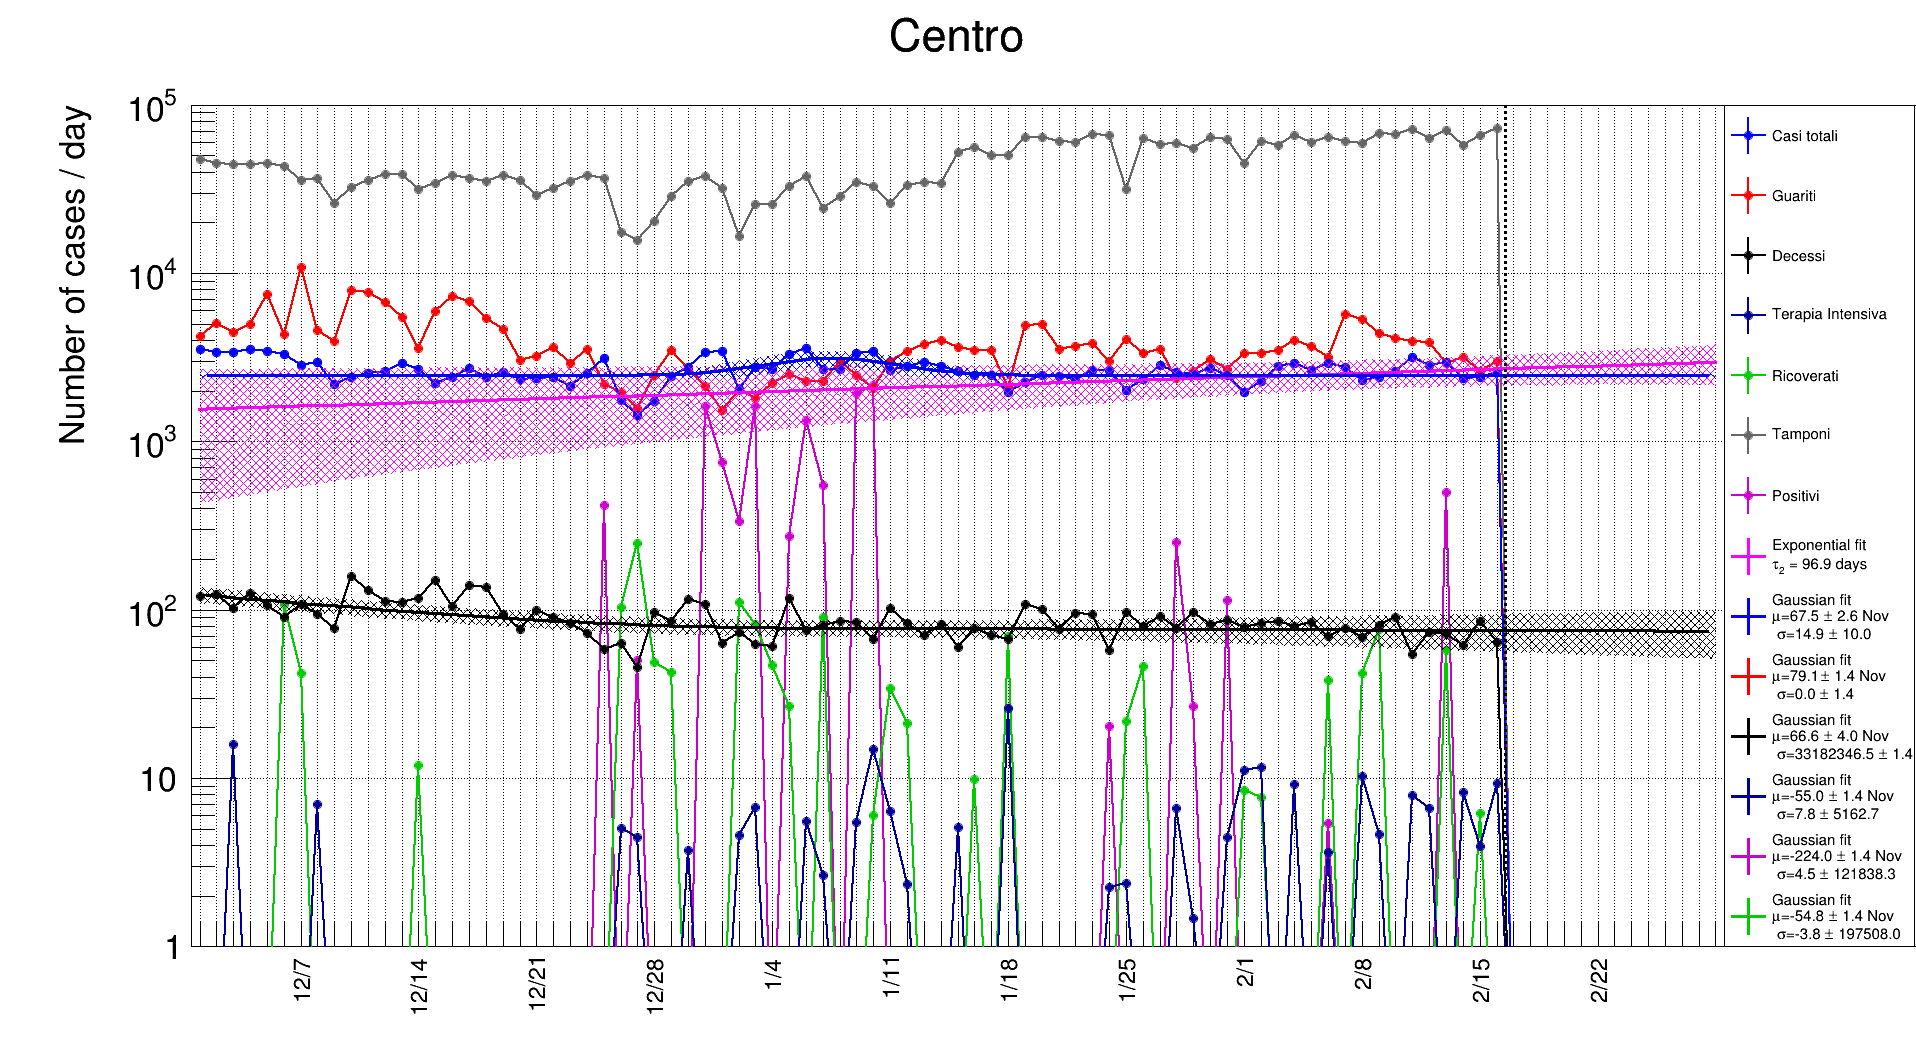 Centro
Number of cases / day
10^5
10^4
10^3
10^2
10
1
12/7
12/14
12/21
12/28
1/4
1/11
1/18
1/25
2/1
2/8
2/15
2/22
Casi totali
Guariti
Decessi
Terapia Intensiva
Ricoverati
Tamponi
Positivi
Exponential fit
τ₂ = 96.9 days
Gaussian fit
μ=67.5 ± 2.6 Nov
σ=14.9 ± 10.0
Gaussian fit
μ=79.1 ± 1.4 Nov
σ=0.0 ± 1.4
Gaussian fit
μ=66.6 ± 4.0 Nov
σ=33182346.5 ± 1.4
Gaussian fit
μ=-55.0 ± 1.4 Nov
σ=7.8 ± 5162.7
Gaussian fit
μ=-224.0 ± 1.4 Nov
σ=4.5 ± 121838.3
Gaussian fit
μ=-54.8 ± 1.4 Nov
σ=-3.8 ± 197508.0